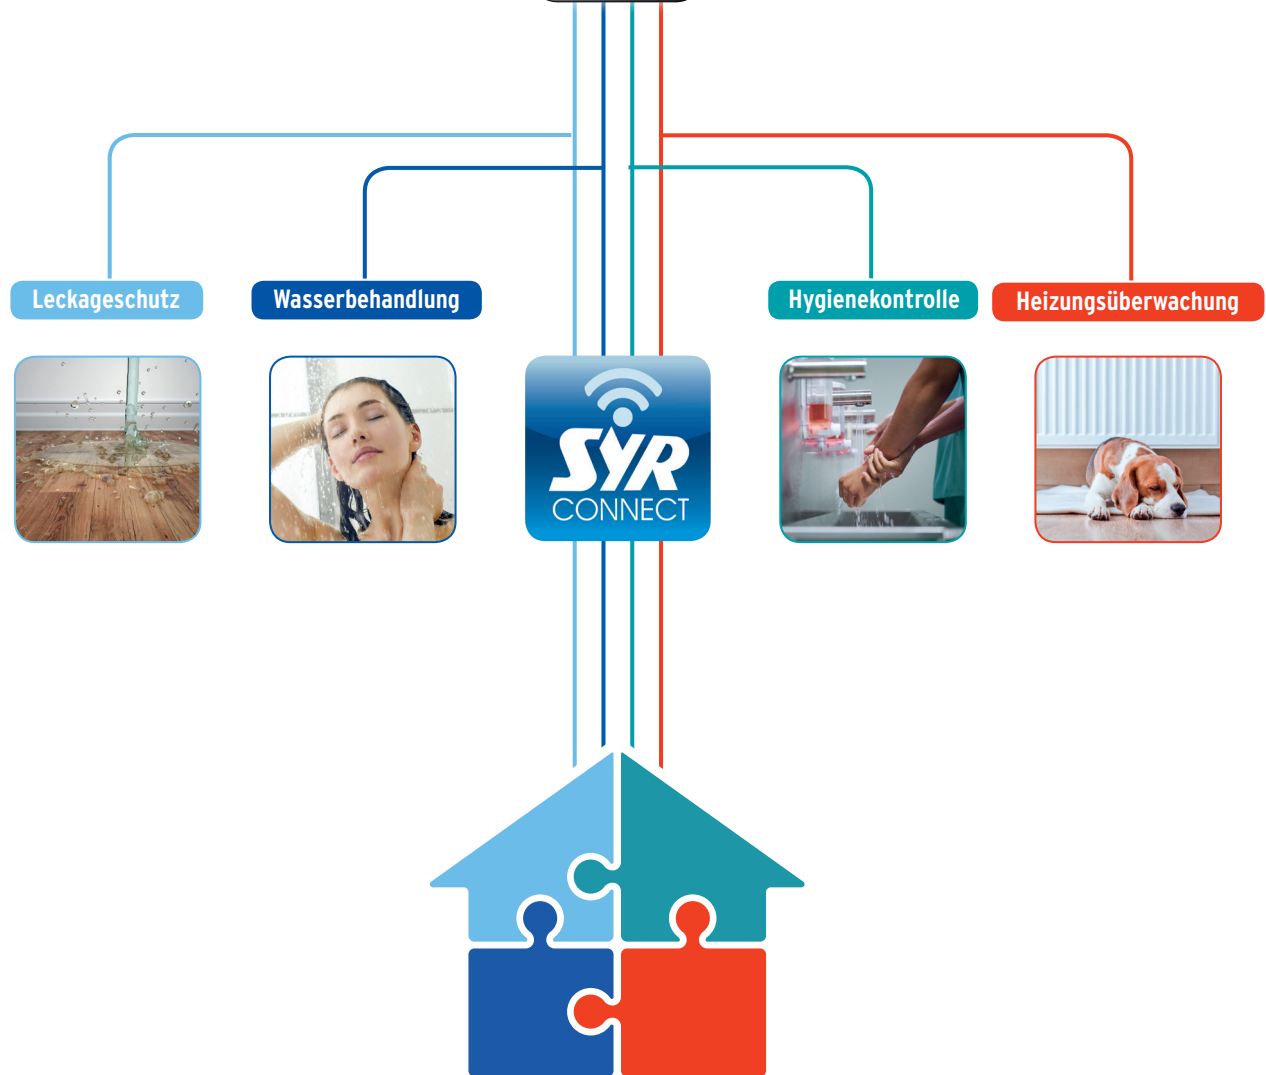 Leckageschutz
Wasserbehandlung
Hygienekontrolle
Heizungsüberwachung
SYR
CONNECT